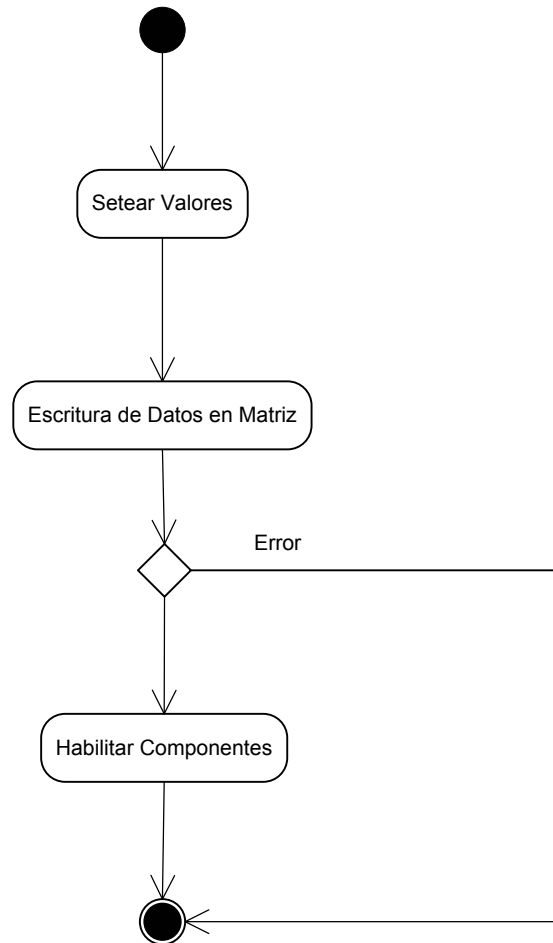 Setear Valores
Escritura de Datos en Matriz
Error
Habilitar Componentes